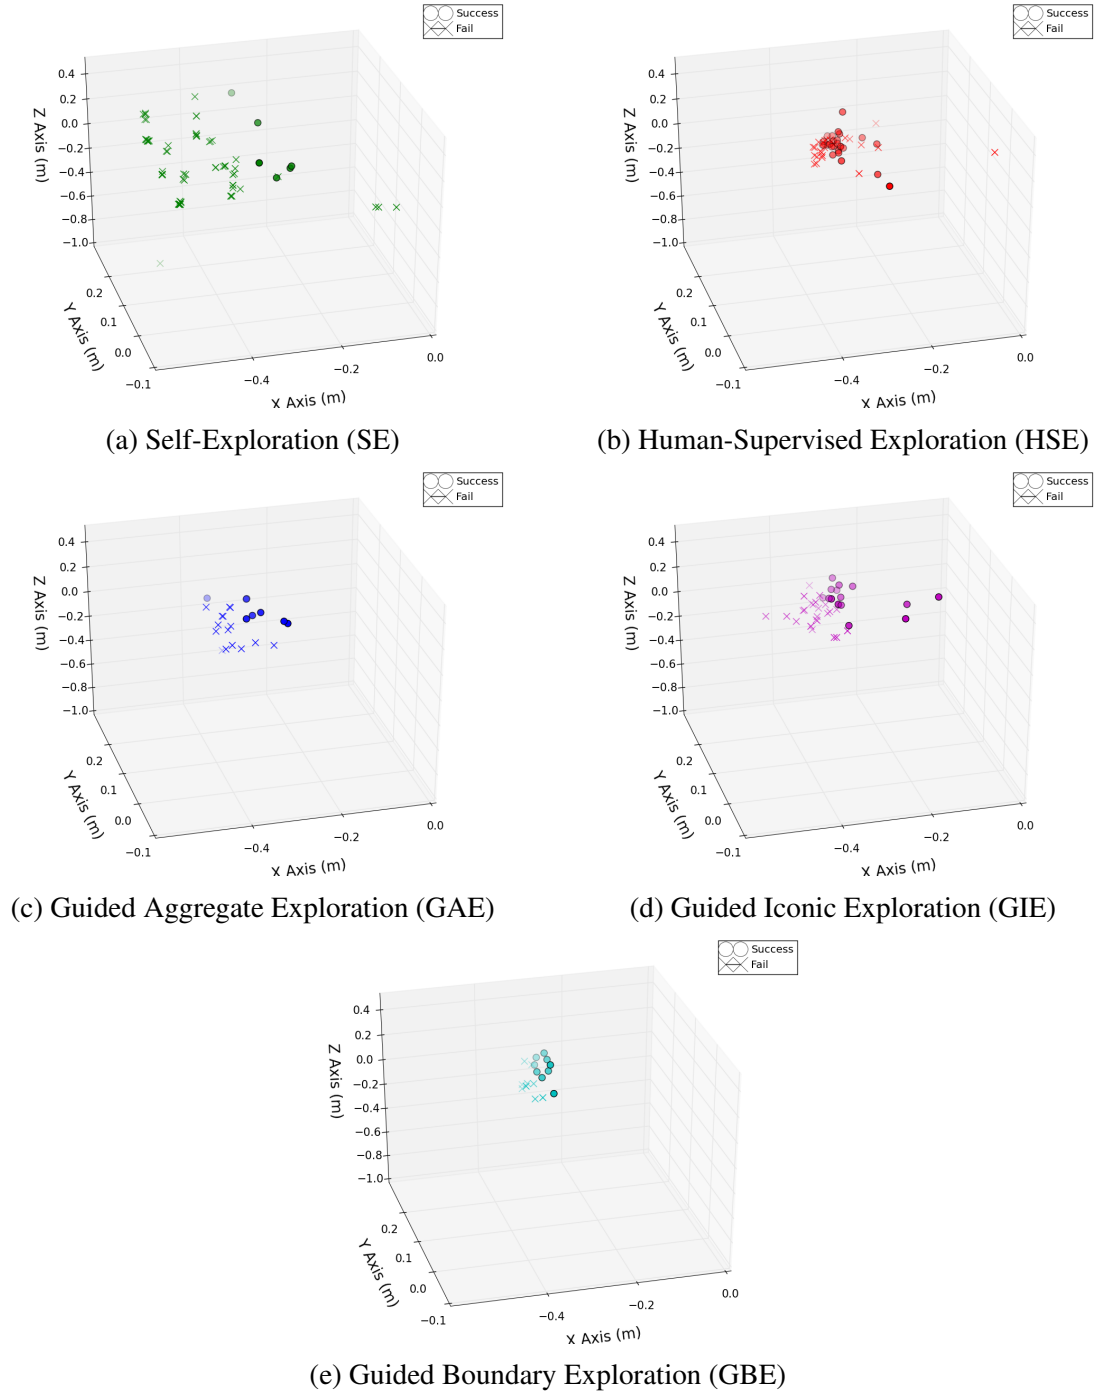 Success
Fail
0.4
0.2
0.0
−0.2
−0.4
−0.6
−0.8
−1.0
Z Axis (m)
0.2
0.1
0.0
−0.1
Y Axis (m)
−0.4
−0.2
0.0
X Axis (m)
(a) Self-Exploration (SE)
Success
Fail
0.4
0.2
0.0
−0.2
−0.4
−0.6
−0.8
−1.0
Z Axis (m)
0.2
0.1
0.0
−0.1
Y Axis (m)
−0.4
−0.2
0.0
X Axis (m)
(b) Human-Supervised Exploration (HSE)
Success
Fail
0.4
0.2
0.0
−0.2
−0.4
−0.6
−0.8
−1.0
Z Axis (m)
0.2
0.1
0.0
−0.1
Y Axis (m)
−0.4
−0.2
0.0
X Axis (m)
(c) Guided Aggregate Exploration (GAE)
Success
Fail
0.4
0.2
0.0
−0.2
−0.4
−0.6
−0.8
−1.0
Z Axis (m)
0.2
0.1
0.0
−0.1
Y Axis (m)
−0.4
−0.2
0.0
X Axis (m)
(d) Guided Iconic Exploration (GIE)
Success
Fail
0.4
0.2
0.0
−0.2
−0.4
−0.6
−0.8
−1.0
Z Axis (m)
0.2
0.1
0.0
−0.1
Y Axis (m)
−0.4
−0.2
0.0
X Axis (m)
(e) Guided Boundary Exploration (GBE)